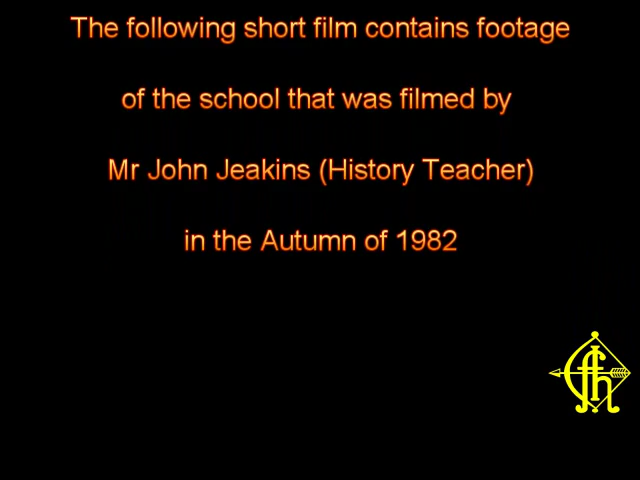 The following short film contains footage
of the school that was filmed by
Mr John Jeakins (History Teacher)
in the Autumn of 1982